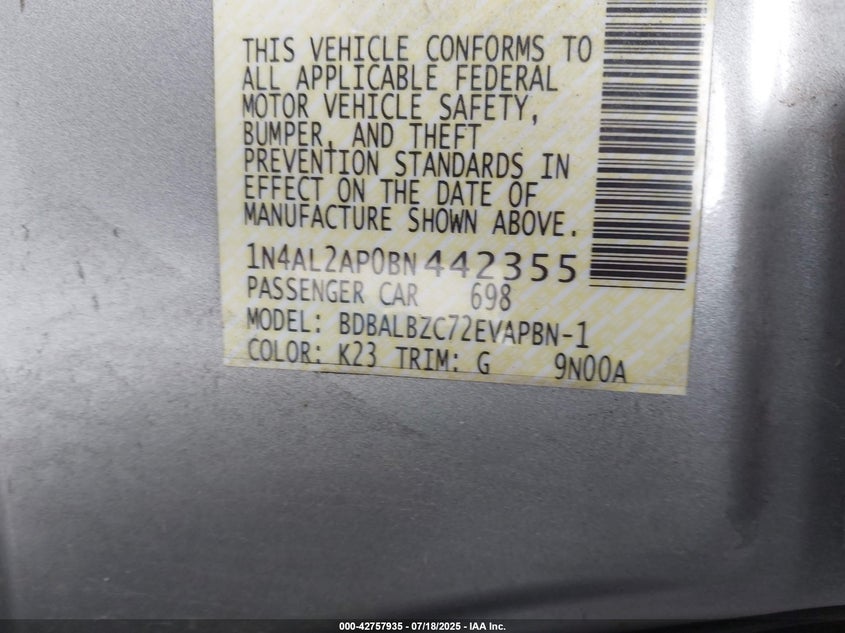 THIS VEHICLE CONFORMS TO
ALL APPLICABLE FEDERAL
MOTOR VEHICLE SAFETY,
BUMPER, AND THEFT
PREVENTION STANDARDS IN
EFFECT ON THE DATE OF
MANUFACTURE SHOWN ABOVE.
1N4AL2AP0BN442355
PASSENGER CAR 698
MODEL: BDBALBZC72EVAPBN-1
COLOR: K23 TRIM: G 9N00A
000-42757935 - 07/18/2025 - IAA Inc.